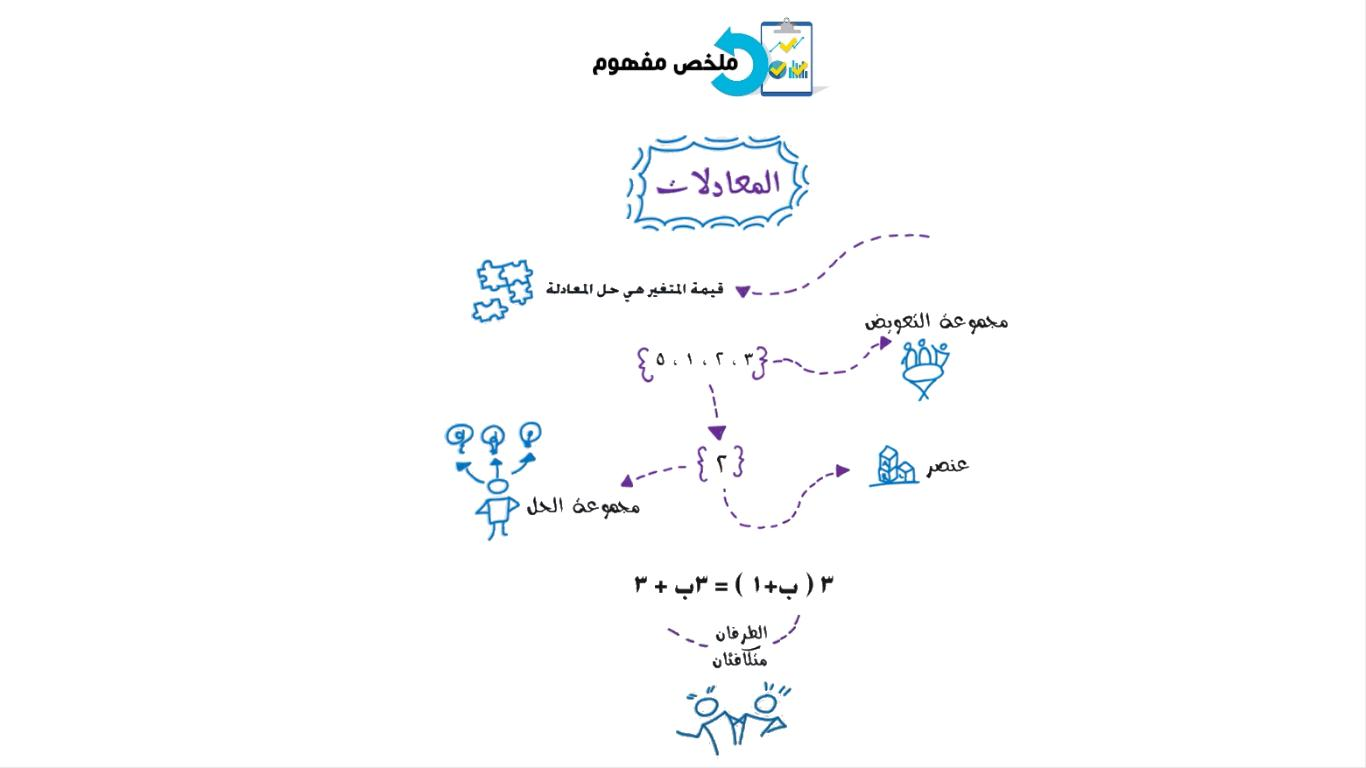 ملخص مفهوم
المعادلات
قيمة المتغير هي حل المعادلة
مجموعة التعويض
{٣ ، ٢ ، ١ ، ٥}
{٢}
عنصر
مجموعة الحل
٣ ( ب+١ ) = ٣ب + ٣
الطرفان
متكافئان